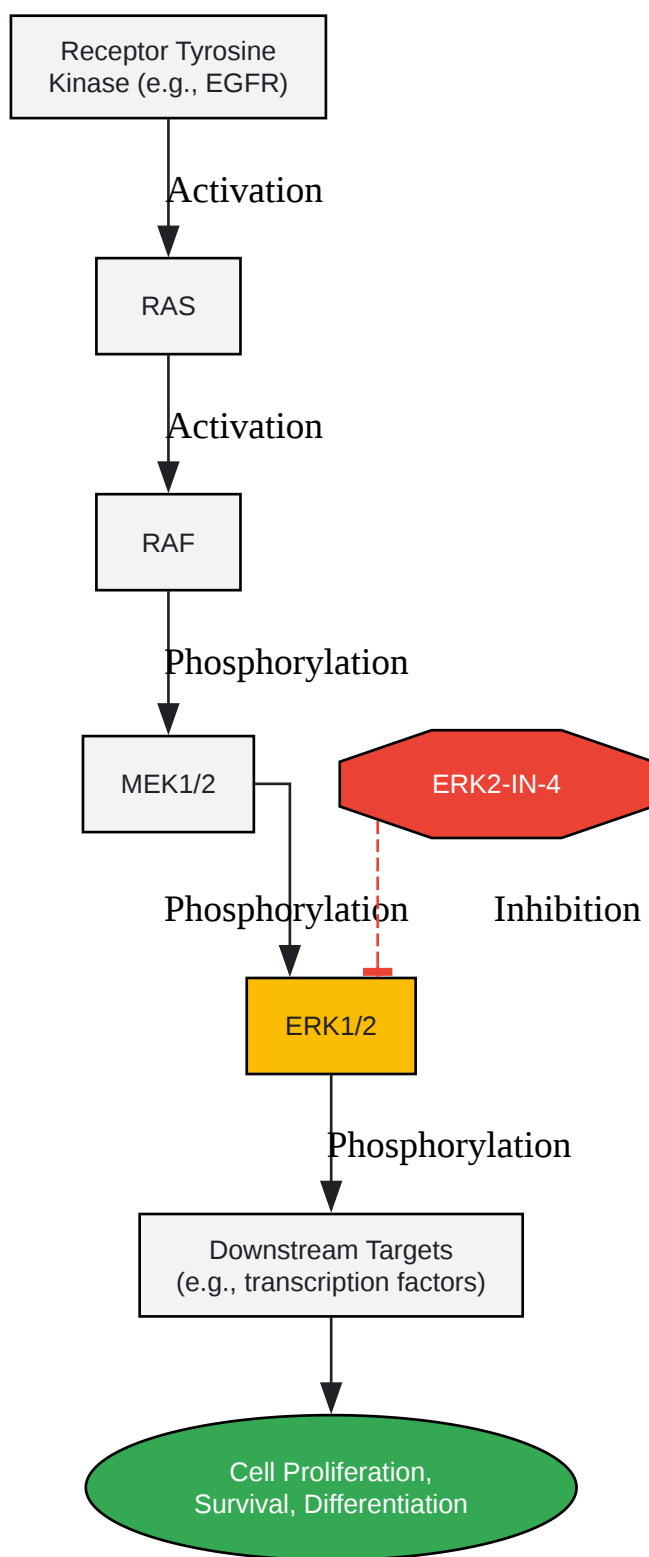 Receptor Tyrosine
Kinase (e.g., EGFR)
Activation
RAS
Activation
RAF
Phosphorylation
MEK1/2
ERK2-IN-4
Phosphorylation
Inhibition
ERK1/2
Phosphorylation
Downstream Targets
(e.g., transcription factors)
Cell Proliferation,
Survival, Differentiation